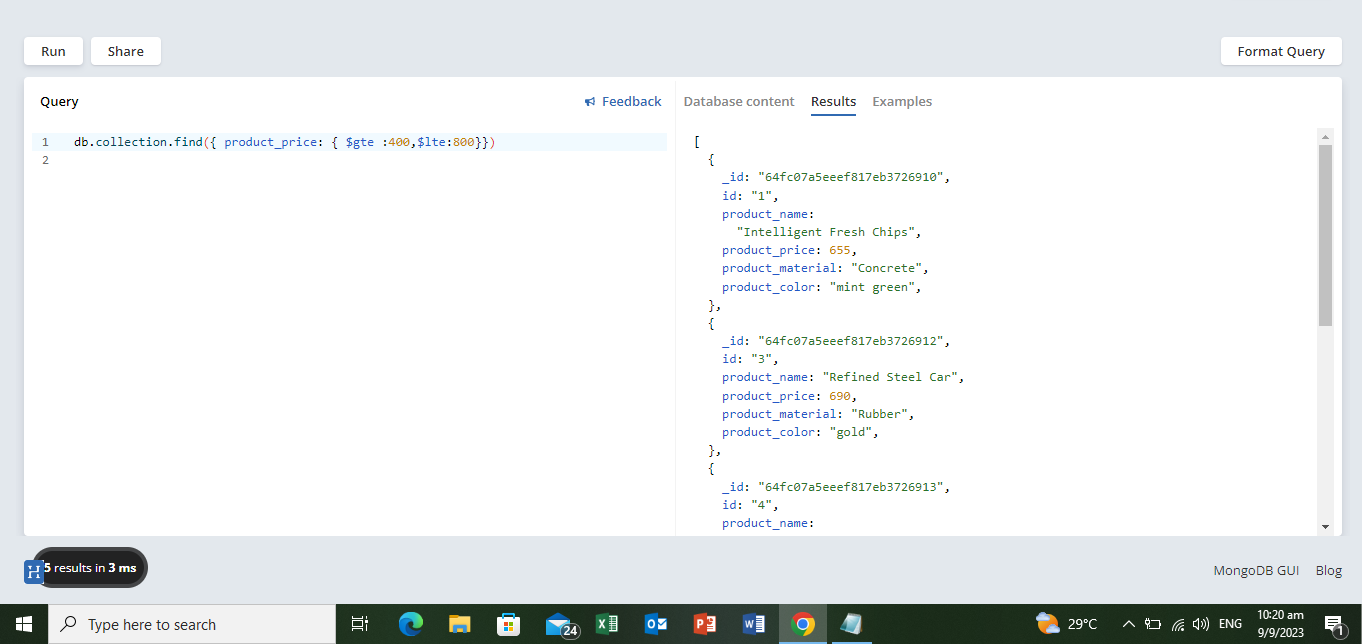 Run Share Format Query
Query Feedback Database content Results Examples
1 db.collection.find({ product_price: { $gte :400,$lte:800}})
2
[
{
_id: "64fc07a5eeef817eb3726910",
id: "1",
product_name:
"Intelligent Fresh Chips",
product_price: 655,
product_material: "Concrete",
product_color: "mint green",
},
{
_id: "64fc07a5eeef817eb3726912",
id: "3",
product_name: "Refined Steel Car",
product_price: 690,
product_material: "Rubber",
product_color: "gold",
},
{
_id: "64fc07a5eeef817eb3726913",
id: "4",
product_name:
H 5 results in 3 ms
MongoDB GUI Blog
Type here to search
24
29°C
ENG
10:20 am
9/9/2023
1